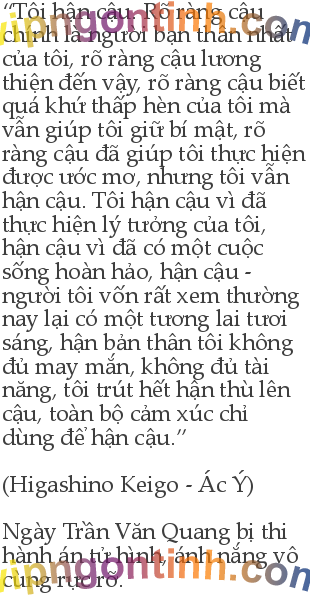 “Tôi hận cậu. Rõ ràng cậu
chính là người bạn thân nhất
của tôi, rõ ràng cậu lương
thiện đến vậy, rõ ràng cậu biết
quá khứ thấp hèn của tôi mà
vẫn giúp tôi giữ bí mật, rõ
ràng cậu đã giúp tôi thực hiện
được ước mơ, nhưng tôi vẫn
hận cậu. Tôi hận cậu vì đã
thực hiện lý tưởng của tôi,
hận cậu vì đã có một cuộc
sống hoàn hảo, hận cậu -
người tôi vốn rất xem thường
nay lại có một tương lai tươi
sáng, hận bản thân tôi không
đủ may mắn, không đủ tài
năng, tôi trút hết hận thù lên
cậu, toàn bộ cảm xúc chỉ
dùng để hận cậu.”
(Higashino Keigo - Ác Ý)
Ngày Trần Văn Quang bị thi
hành án tử hình, ánh nắng vô
cùng rực rỡ.
vipngontinh.com
vipngontinh.com